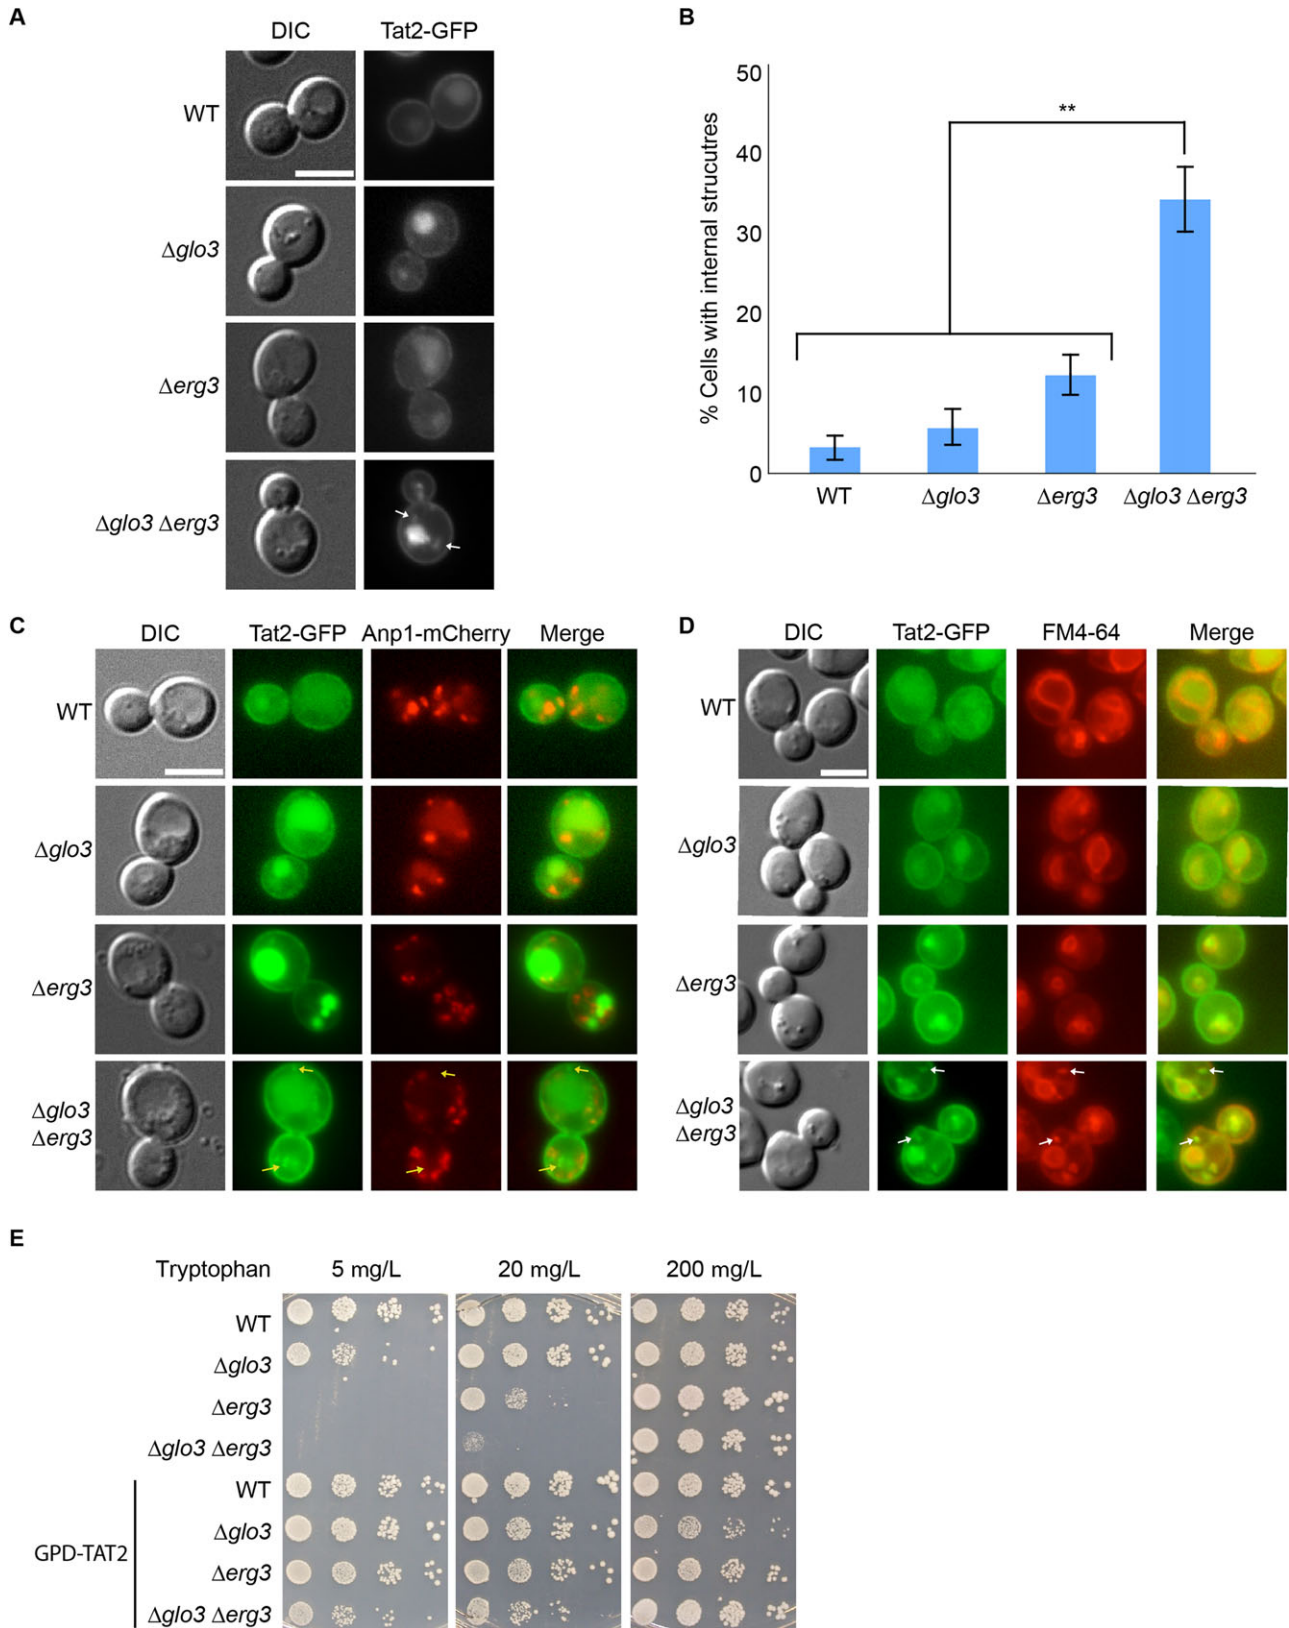 A
DIC Tat2-GFP
WT
Δglo3
Δerg3
Δglo3 Δerg3
B
% Cells with internal strucutres
50
40
30
20
10
0
**
WT Δglo3 Δerg3 Δglo3 Δerg3
C
DIC Tat2-GFP Anp1-mCherry Merge
WT
Δglo3
Δerg3
Δglo3
Δerg3
D
DIC Tat2-GFP FM4-64 Merge
WT
Δglo3
Δerg3
Δglo3
Δerg3
E
Tryptophan 5 mg/L 20 mg/L 200 mg/L
WT
Δglo3
Δerg3
Δglo3 Δerg3
GPD-TAT2
WT
Δglo3
Δerg3
Δglo3 Δerg3